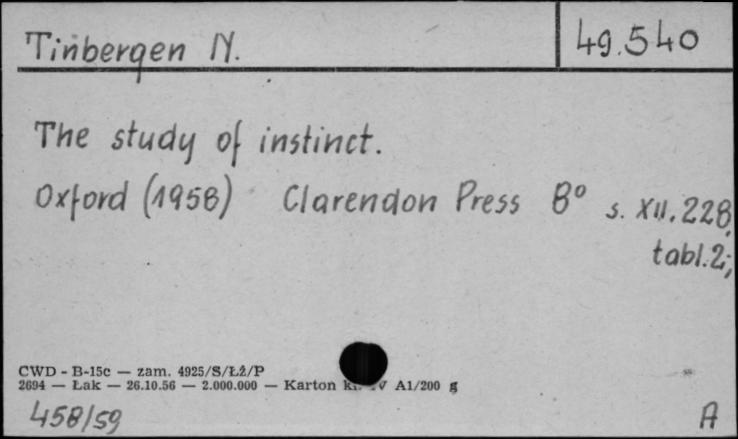 Tinbergen N. 49.540
The study of instinct.
Oxford (1958) Clarendon Press 8° s. XII, 228,
tabl. 2;
CWD - B-15c — zam. 4925/S/ŁŻ/P
2694 — Łak — 26.10.56 — 2.000.000 — Karton A1/200 g
458/59 A